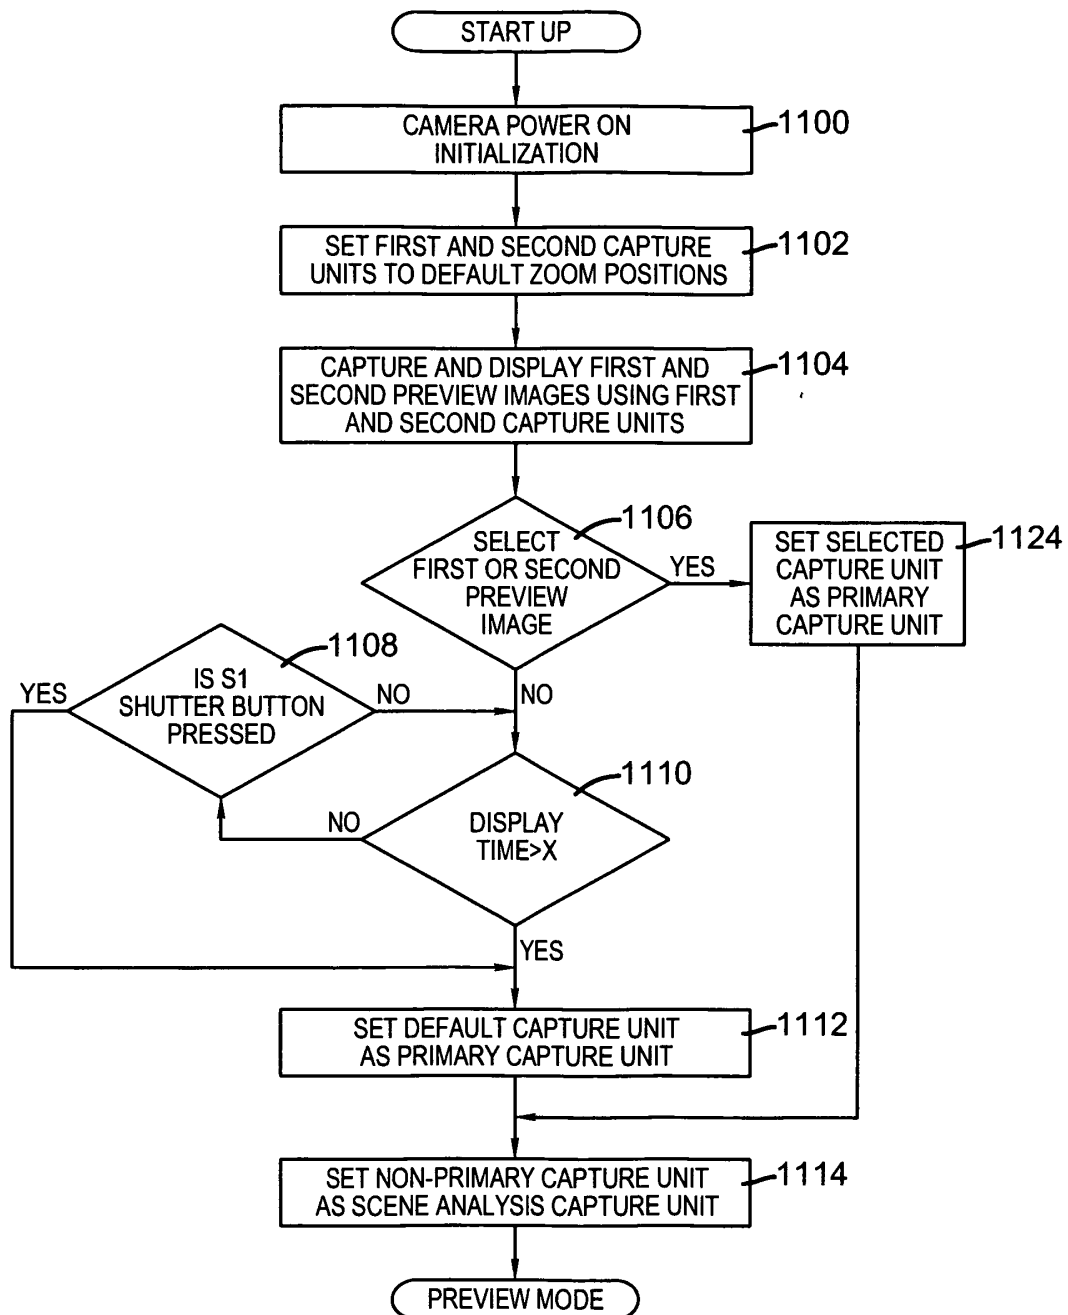 START UP
CAMERA POWER ON
INITIALIZATION
1100
SET FIRST AND SECOND CAPTURE
UNITS TO DEFAULT ZOOM POSITIONS
1102
CAPTURE AND DISPLAY FIRST AND
SECOND PREVIEW IMAGES USING FIRST
AND SECOND CAPTURE UNITS
1104
SELECT
FIRST OR SECOND
PREVIEW
IMAGE
1106
YES
SET SELECTED
CAPTURE UNIT
AS PRIMARY
CAPTURE UNIT
1124
NO
IS S1
SHUTTER BUTTON
PRESSED
1108
YES
NO
DISPLAY
TIME>X
1110
NO
YES
SET DEFAULT CAPTURE UNIT
AS PRIMARY CAPTURE UNIT
1112
SET NON-PRIMARY CAPTURE UNIT
AS SCENE ANALYSIS CAPTURE UNIT
1114
PREVIEW MODE